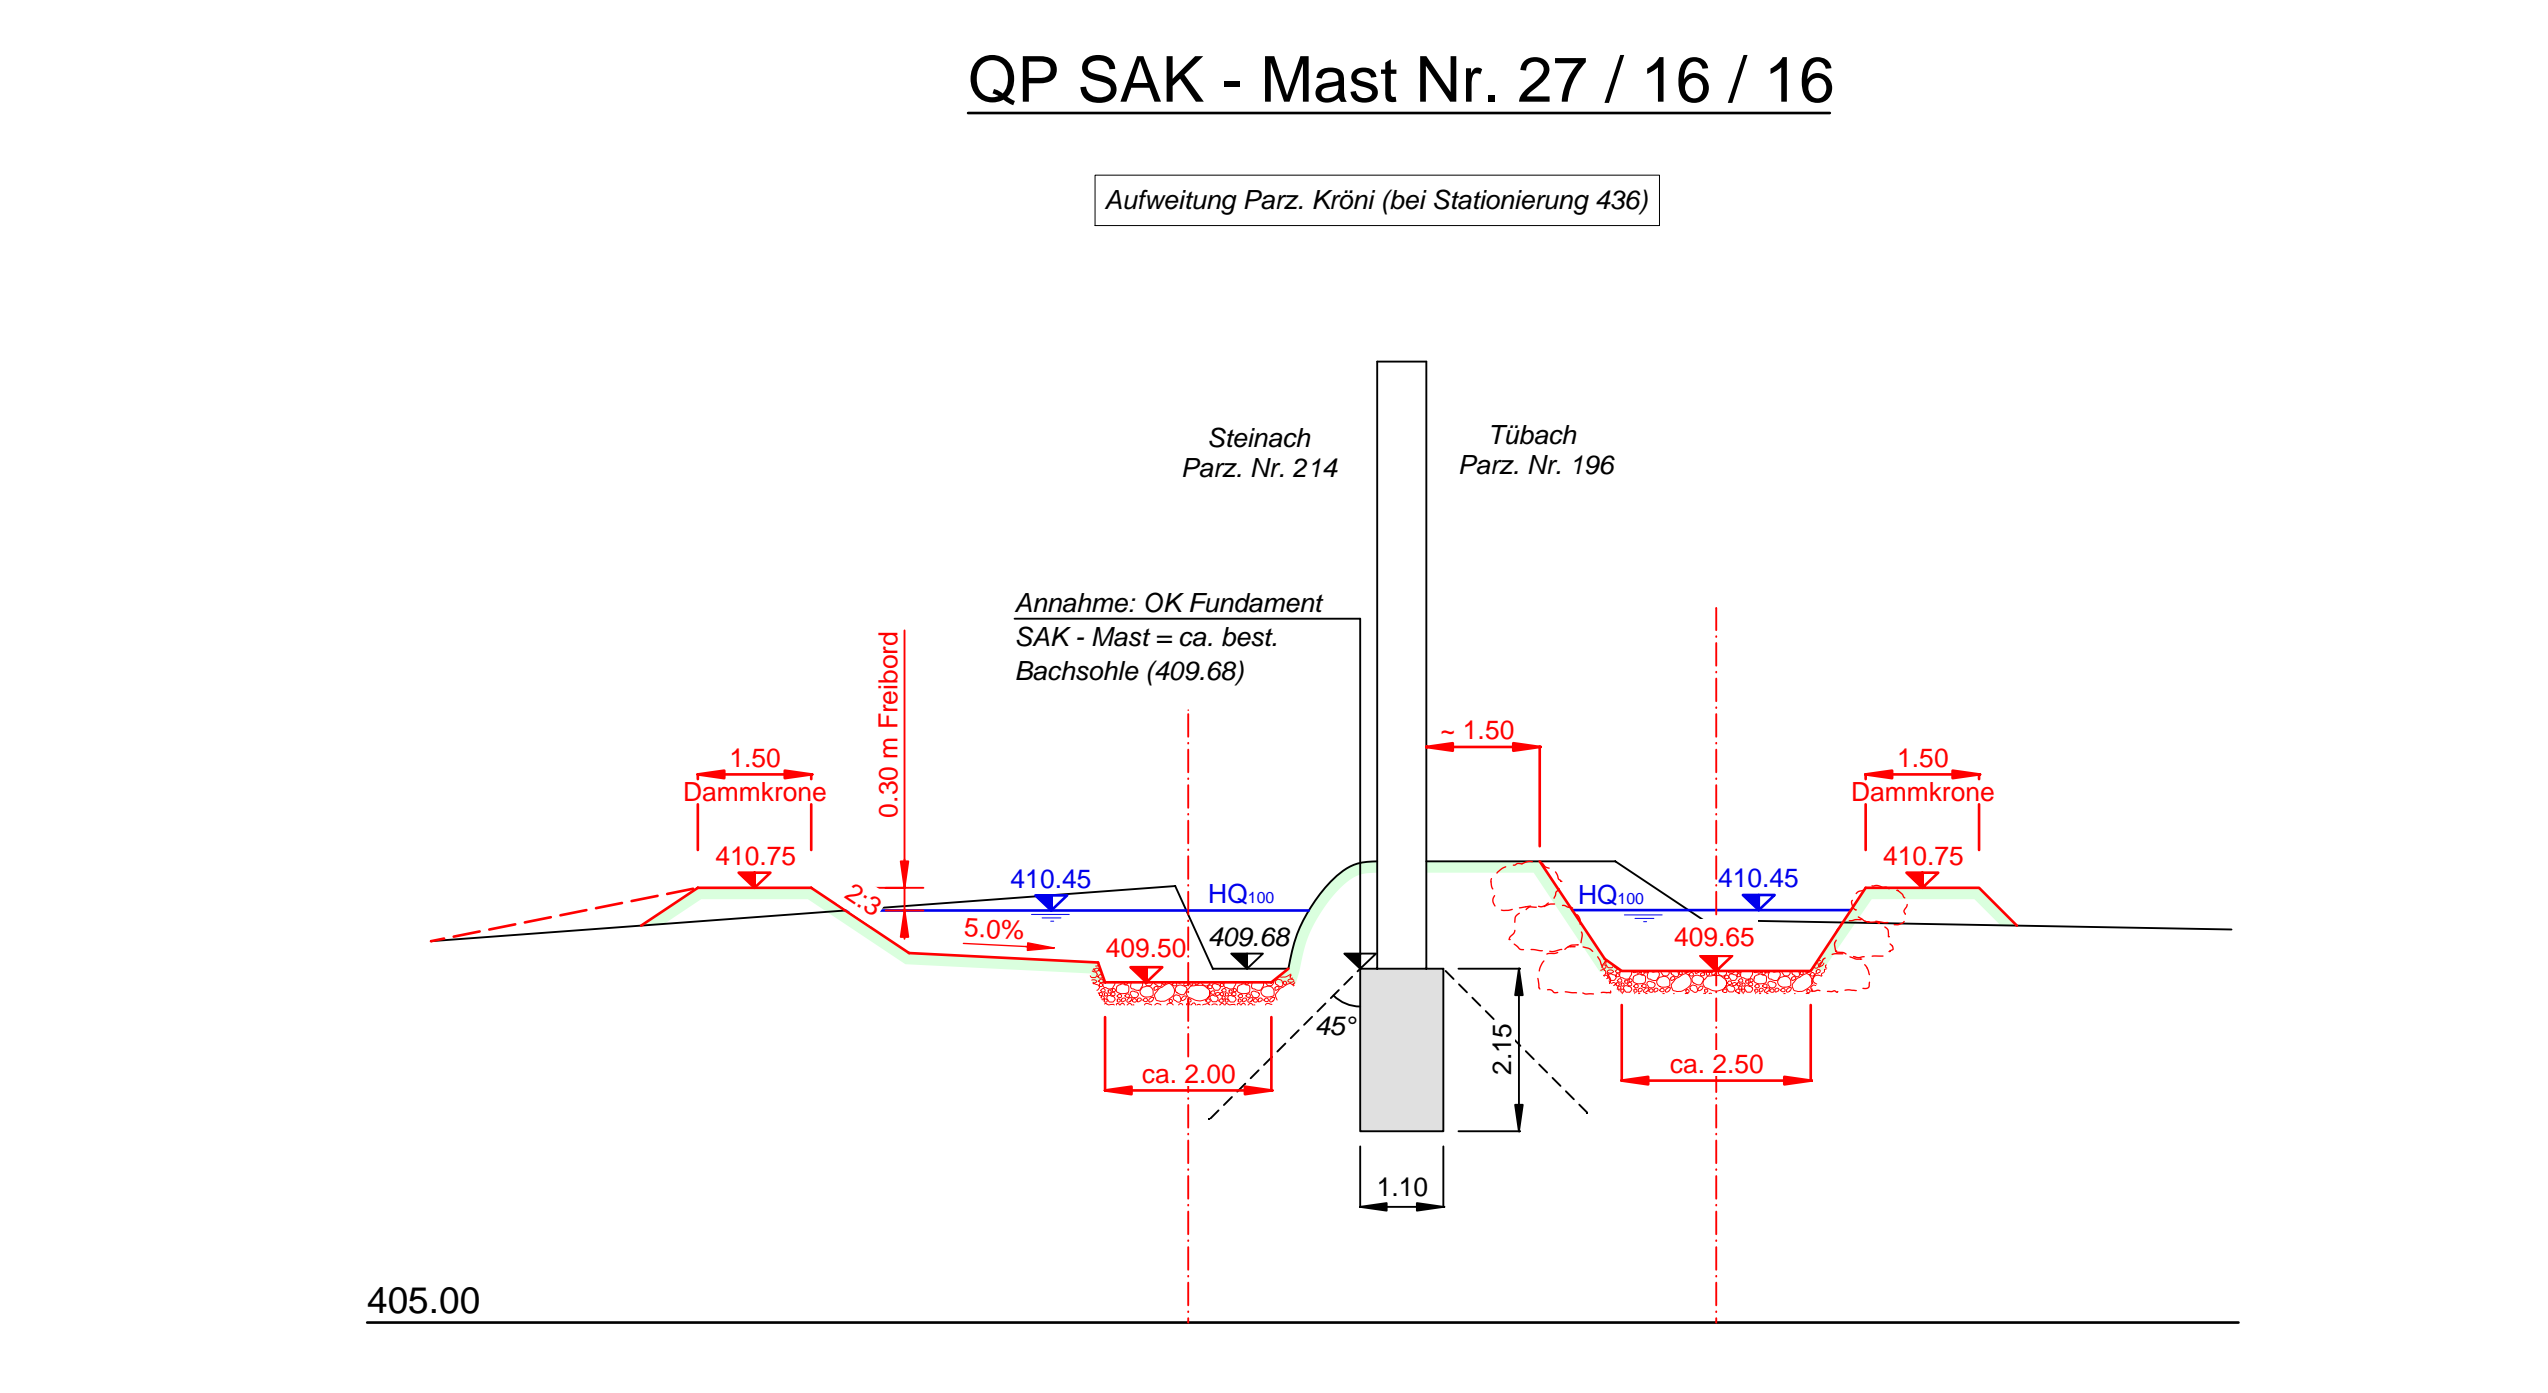 QP SAK - Mast Nr. 27 / 16 / 16
Aufweitung Parz. Kröni (bei Stationierung 436)
Steinach
Parz. Nr. 214
Tübach
Parz. Nr. 196
Annahme: OK Fundament
SAK - Mast = ca. best.
Bachsohle (409.68)
0.30 m Freibord
~ 1.50
1.50
Dammkrone
410.75
1.50
Dammkrone
410.75
2:3
410.45
HQ100
HQ100
410.45
5.0%
409.50
409.68
409.65
45°
2.15
ca. 2.00
ca. 2.50
1.10
405.00